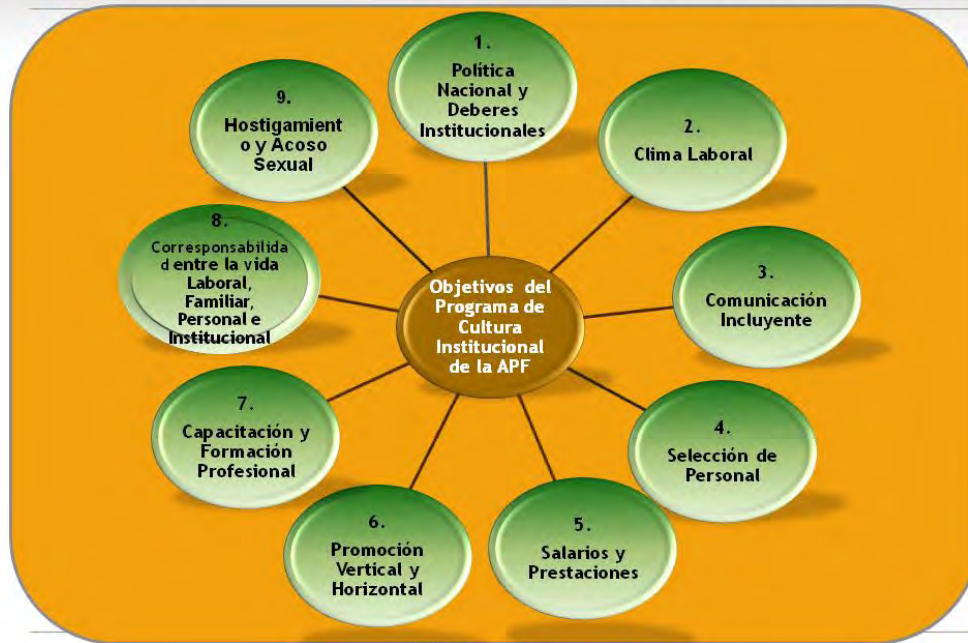 1.
Política
Nacional y
Deberes
Institucionales
2.
Clima Laboral
3.
Comunicación
Incluyente
4.
Selección de
Personal
5.
Salarios y
Prestaciones
6.
Promoción
Vertical y
Horizontal
7.
Capacitación y
Formación
Profesional
8.
Corresponsabilida
d entre la vida
Laboral,
Familiar,
Personal e
Institucional
9.
Hostigamient
o y Acoso
Sexual
Objetivos del
Programa de
Cultura
Institucional
de la APF